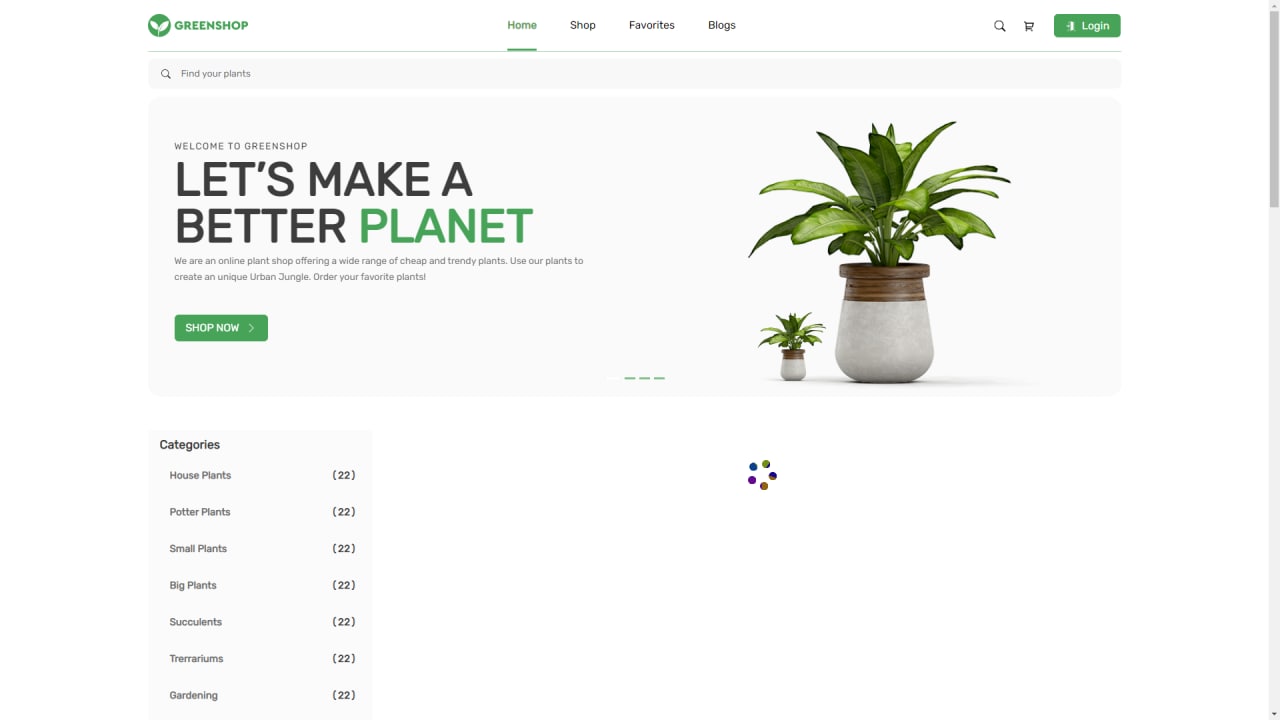 GREENSHOP
Home
Shop
Favorites
Blogs
Login
Find your plants
WELCOME TO GREENSHOP
LET’S MAKE A
BETTER PLANET
We are an online plant shop offering a wide range of cheap and trendy plants. Use our plants to
create an unique Urban Jungle. Order your favorite plants!
SHOP NOW
Categories
House Plants (22)
Potter Plants (22)
Small Plants (22)
Big Plants (22)
Succulents (22)
Trerrariums (22)
Gardening (22)